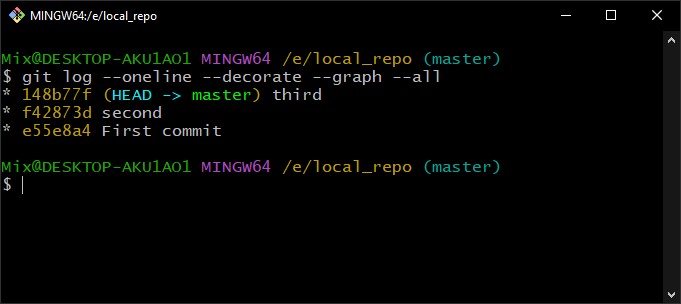 MINGW64:/e/local_repo
Mix@DESKTOP-AKU1AO1 MINGW64 /e/local_repo (master)
$ git log --oneline --decorate --graph --all
* 148b77f (HEAD -> master) third
* f42873d second
* e55e8a4 First commit
Mix@DESKTOP-AKU1AO1 MINGW64 /e/local_repo (master)
$